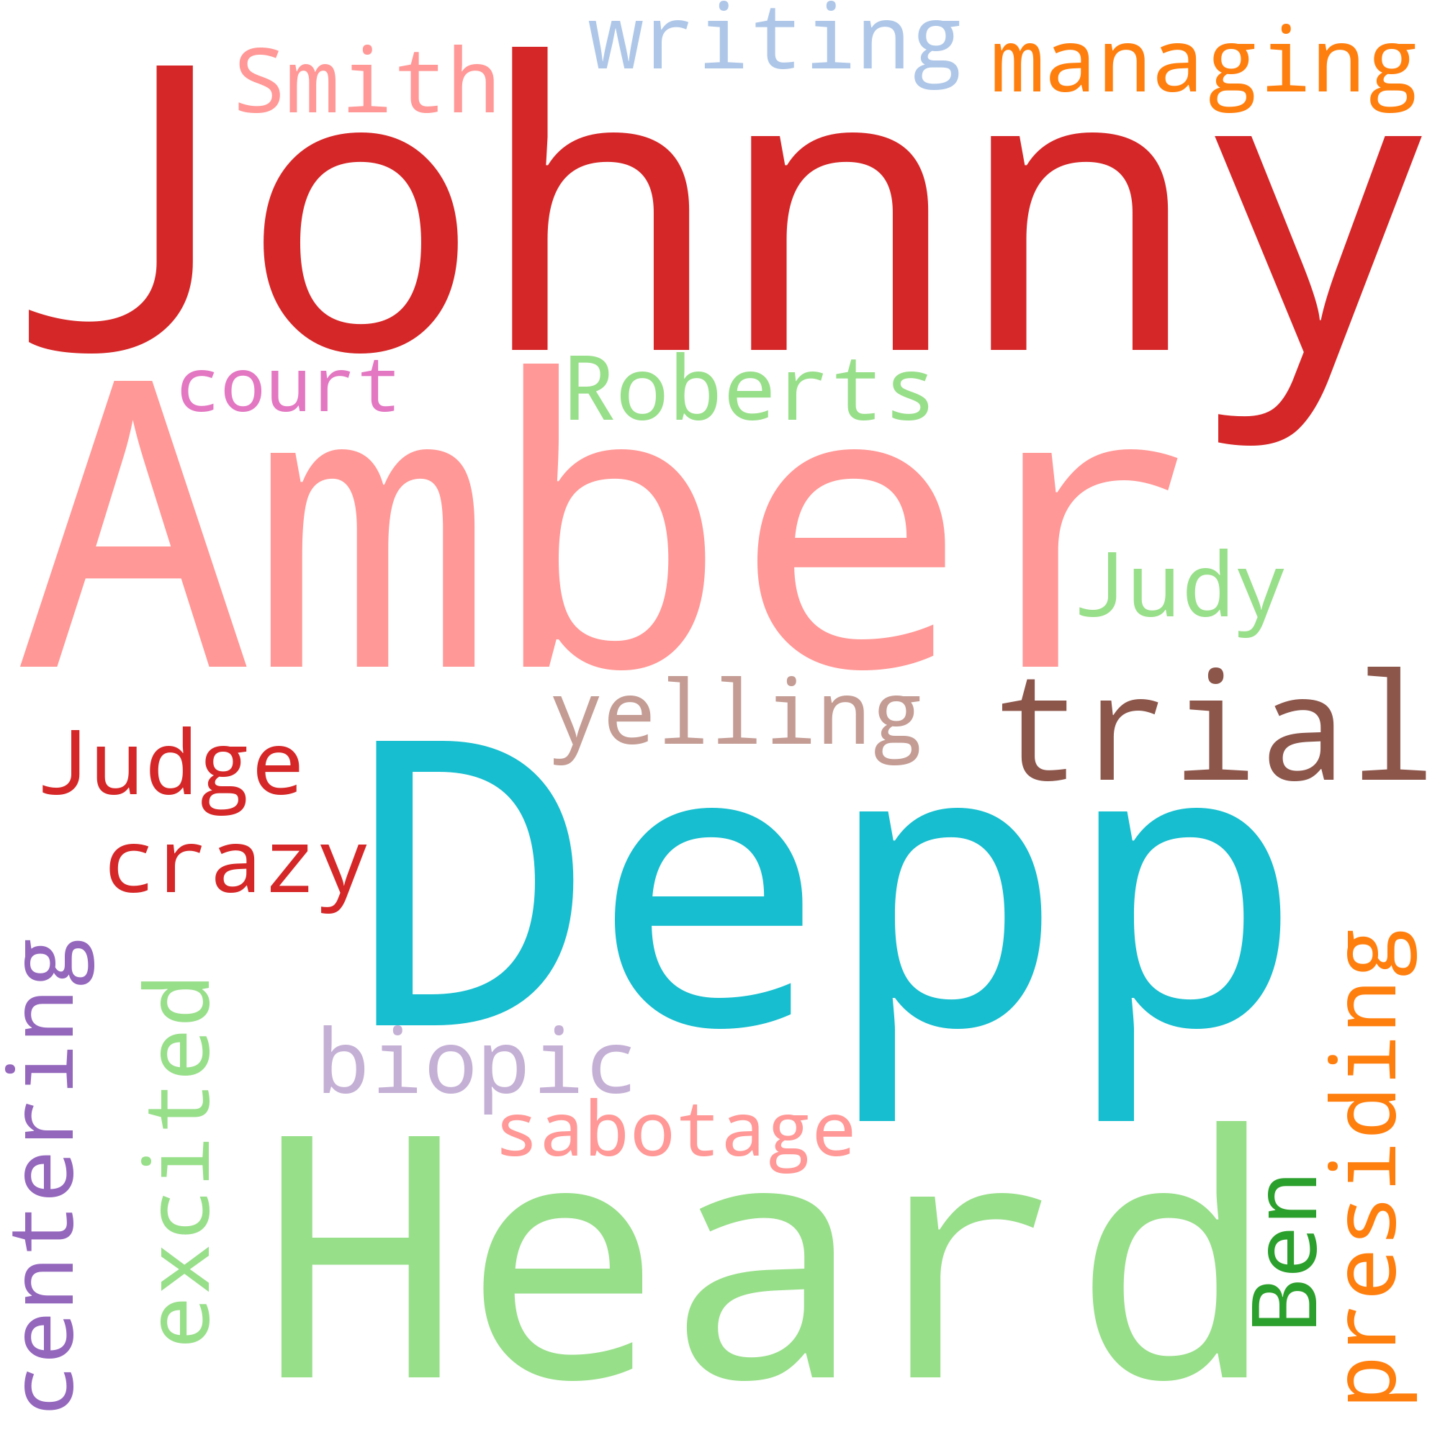 writing
managing
Smith
Johnny
court
Roberts
Amber
Judy
yelling
trial
Judge
crazy
Depp
centering
excited
biopic
presiding
sabotage
Heard
Ben